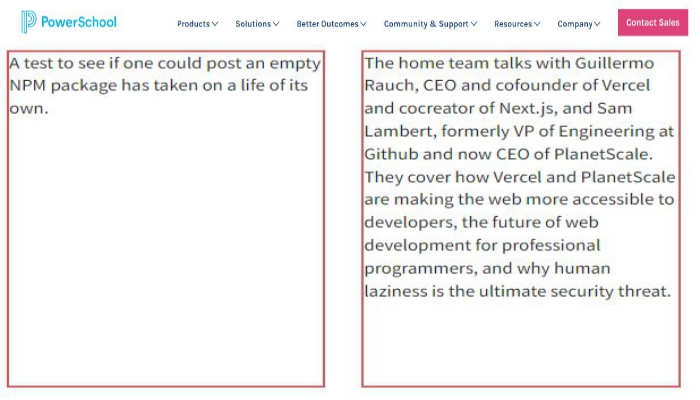 PowerSchool
Products
Solutions
Better Outcomes
Community & Support
Resources
Company
Contact Sales
A test to see if one could post an empty
NPM package has taken on a life of its
own.
The home team talks with Guillermo
Rauch, CEO and cofounder of Vercel
and cocreator of Next.js, and Sam
Lambert, formerly VP of Engineering at
Github and now CEO of PlanetScale.
They cover how Vercel and PlanetScale
are making the web more accessible to
developers, the future of web
development for professional
programmers, and why human
laziness is the ultimate security threat.